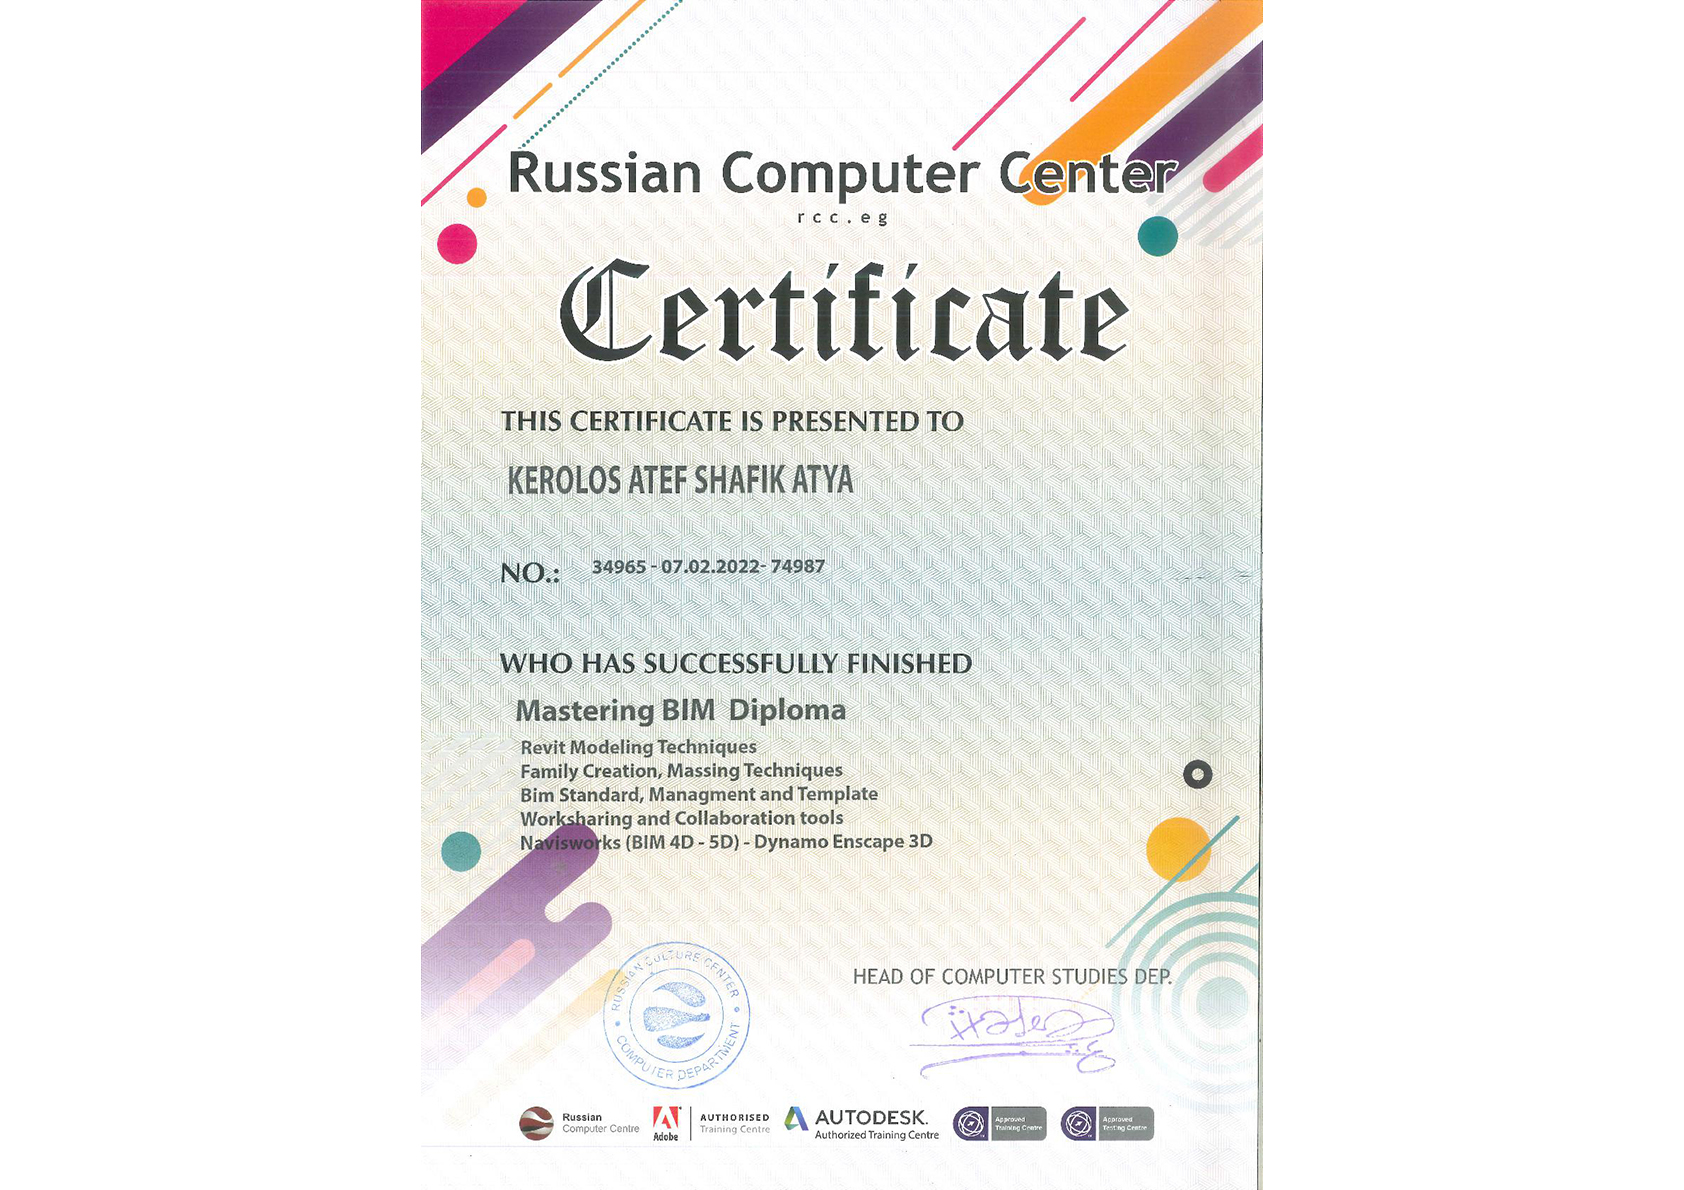 Russian Computer Center
rcc.eg
Certificate
THIS CERTIFICATE IS PRESENTED TO
KEROLOS ATEF SHAFIK ATYA
NO.: 34965 - 07.02.2022- 74987
WHO HAS SUCCESSFULLY FINISHED
Mastering BIM Diploma
Revit Modeling Techniques
Family Creation, Massing Techniques
Bim Standard, Managment and Template
Worksharing and Collaboration tools
Navisworks (BIM 4D - 5D) - Dynamo Enscape 3D
RUSSIAN CULTURE CENTER
COMPUTER DEPARTMENT
HEAD OF COMPUTER STUDIES DEP.
Russian
Computer Centre
Adobe
AUTHORISED
Training Centre
AUTODESK.
Authorized Training Centre
Approved
Training Centre
Approved
Testing Centre